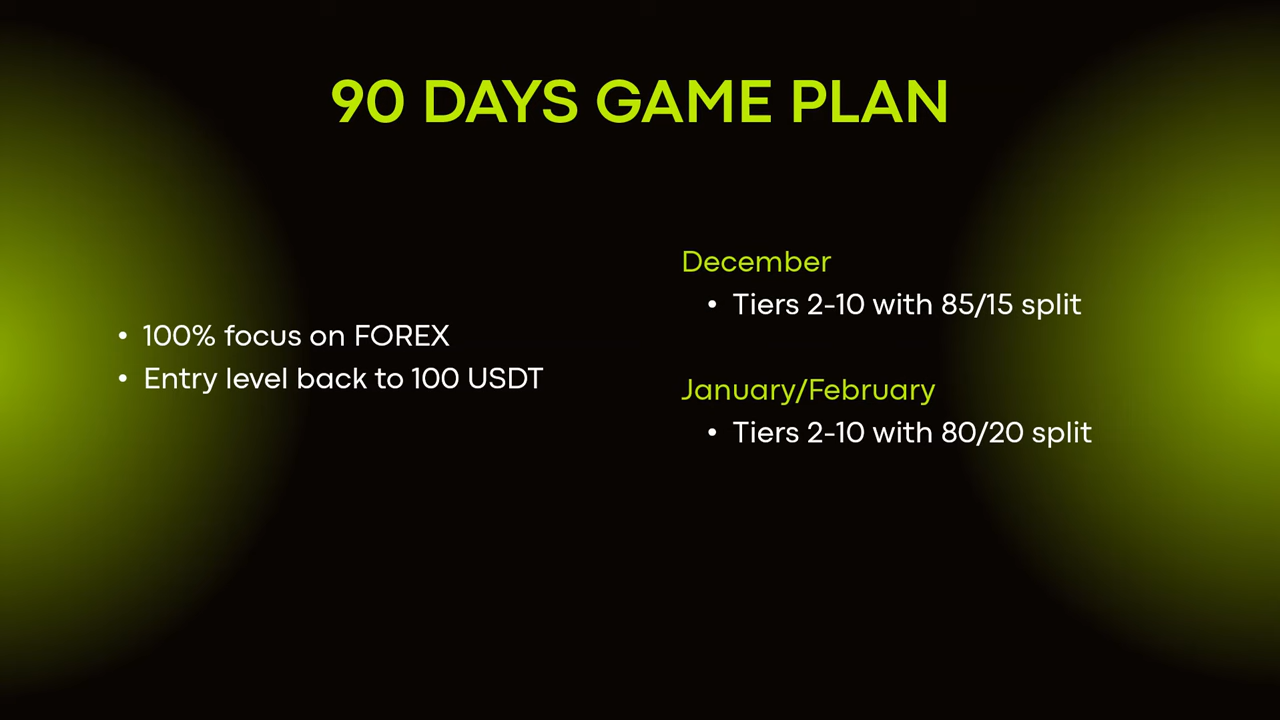 90 DAYS GAME PLAN
• 100% focus on FOREX
• Entry level back to 100 USDT
December
• Tiers 2-10 with 85/15 split
January/February
• Tiers 2-10 with 80/20 split